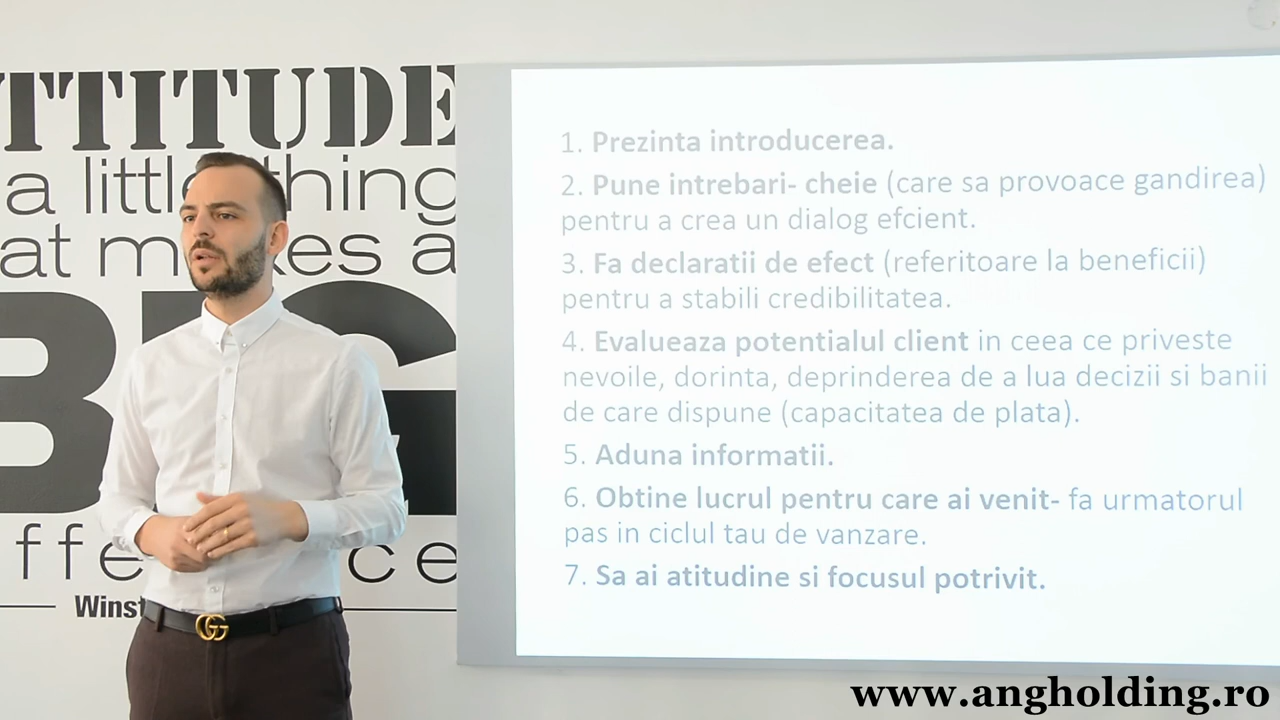 TTITUDE
a little thing
at makes a
BIG
ffe ce
Winst
1. Prezinta introducerea.
2. Pune intrebari- cheie (care sa provoace gandirea)
pentru a crea un dialog efcient.
3. Fa declaratii de efect (referitoare la beneficii)
pentru a stabili credibilitatea.
4. Evalueaza potentialul client in ceea ce priveste
nevoile, dorinta, deprinderea de a lua decizii si banii
de care dispune (capacitatea de plata).
5. Aduna informatii.
6. Obtine lucrul pentru care ai venit- fa urmatorul
pas in ciclul tau de vanzare.
7. Sa ai atitudine si focusul potrivit.
www.angholding.ro